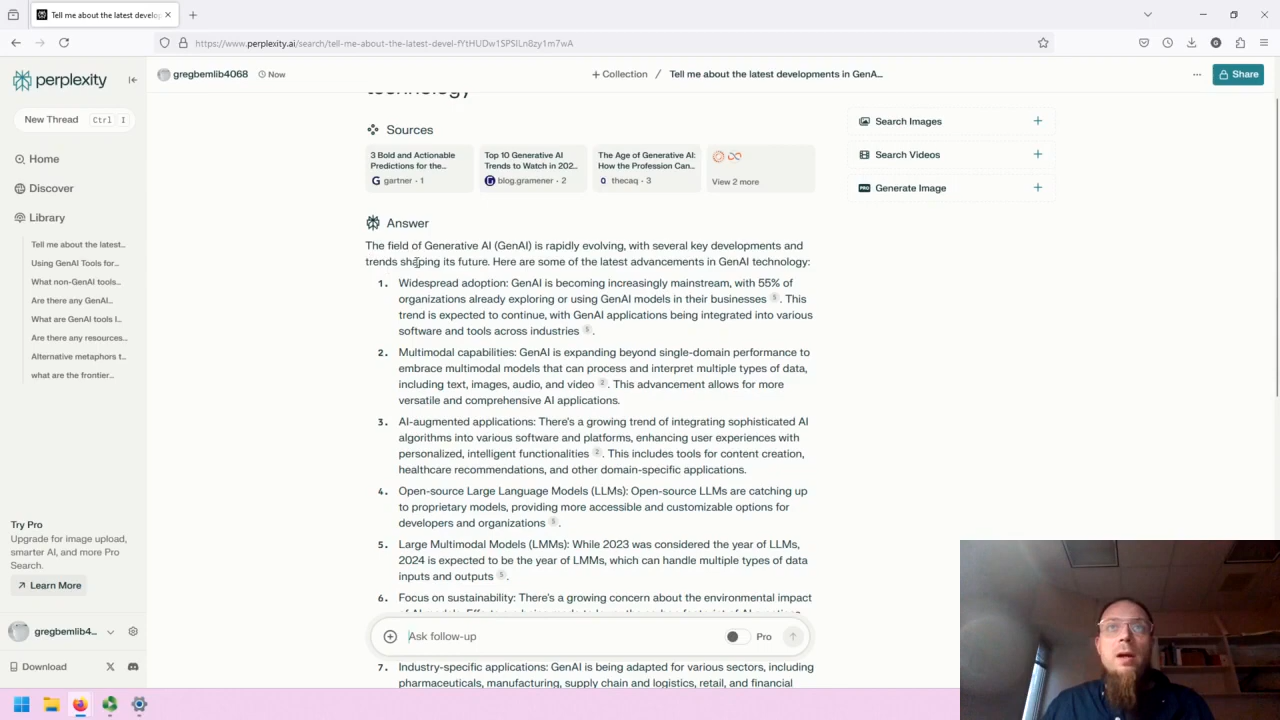 Tell me about the latest develo
https://www.perplexity.ai/search/tell-me-about-the-latest-devel-fYtHUDw1SPSILn8zy1m7wA
perplexity
New Thread
Ctrl I
Home
Discover
Library
Tell me about the latest...
Using GenAI Tools for...
What non-GenAI tools...
Are there any GenAI...
What are GenAI tools I...
Are there any resources...
Alternative metaphors t...
what are the frontier...
Try Pro
Upgrade for image upload,
smarter AI, and more Pro
Search.
Learn More
gregbemlib4...
Download
gregbemlib4068
Now
Collection / Tell me about the latest developments in GenA...
Share
technology
Sources
3 Bold and Actionable
Predictions for the...
gartner · 1
Top 10 Generative AI
Trends to Watch in 202...
blog.gramener · 2
The Age of Generative AI:
How the Profession Can...
thecaq · 3
View 2 more
Answer
The field of Generative AI (GenAI) is rapidly evolving, with several key developments and
trends shaping its future. Here are some of the latest advancements in GenAI technology:
1. Widespread adoption: GenAI is becoming increasingly mainstream, with 55% of
organizations already exploring or using GenAI models in their businesses 5. This
trend is expected to continue, with GenAI applications being integrated into various
software and tools across industries 5.
2. Multimodal capabilities: GenAI is expanding beyond single-domain performance to
embrace multimodal models that can process and interpret multiple types of data,
including text, images, audio, and video 2. This advancement allows for more
versatile and comprehensive AI applications.
3. AI-augmented applications: There's a growing trend of integrating sophisticated AI
algorithms into various software and platforms, enhancing user experiences with
personalized, intelligent functionalities 2. This includes tools for content creation,
healthcare recommendations, and other domain-specific applications.
4. Open-source Large Language Models (LLMs): Open-source LLMs are catching up
to proprietary models, providing more accessible and customizable options for
developers and organizations 5.
5. Large Multimodal Models (LMMs): While 2023 was considered the year of LLMs,
2024 is expected to be the year of LMMs, which can handle multiple types of data
inputs and outputs 5.
6. Focus on sustainability: There's a growing concern about the environmental impact
Ask follow-up
Pro
7. Industry-specific applications: GenAI is being adapted for various sectors, including
pharmaceuticals, manufacturing, supply chain and logistics, retail, and financial
Search Images
Search Videos
PRO Generate Image